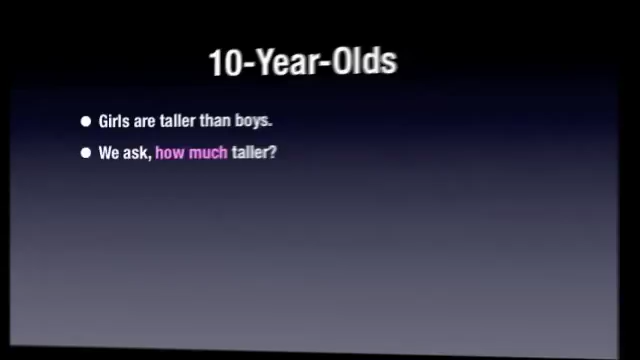 10-Year-Olds
Girls are taller than boys.
We ask, how much taller?